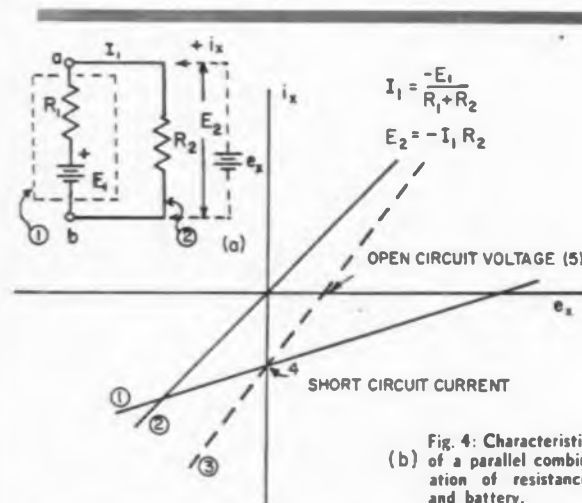 a
I₁
+ iₓ
R₁
+
E₁
E₂
R₂
eₓ
b
①
②
(a)
iₓ
I₁ = -E₁ / R₁+R₂
E₂ = -I₁ R₂
OPEN CIRCUIT VOLTAGE (5)
eₓ
4
SHORT CIRCUIT CURRENT
①
②
③
(b)
Fig. 4: Characteristi
of a parallel combin
ation of resistance
and battery.